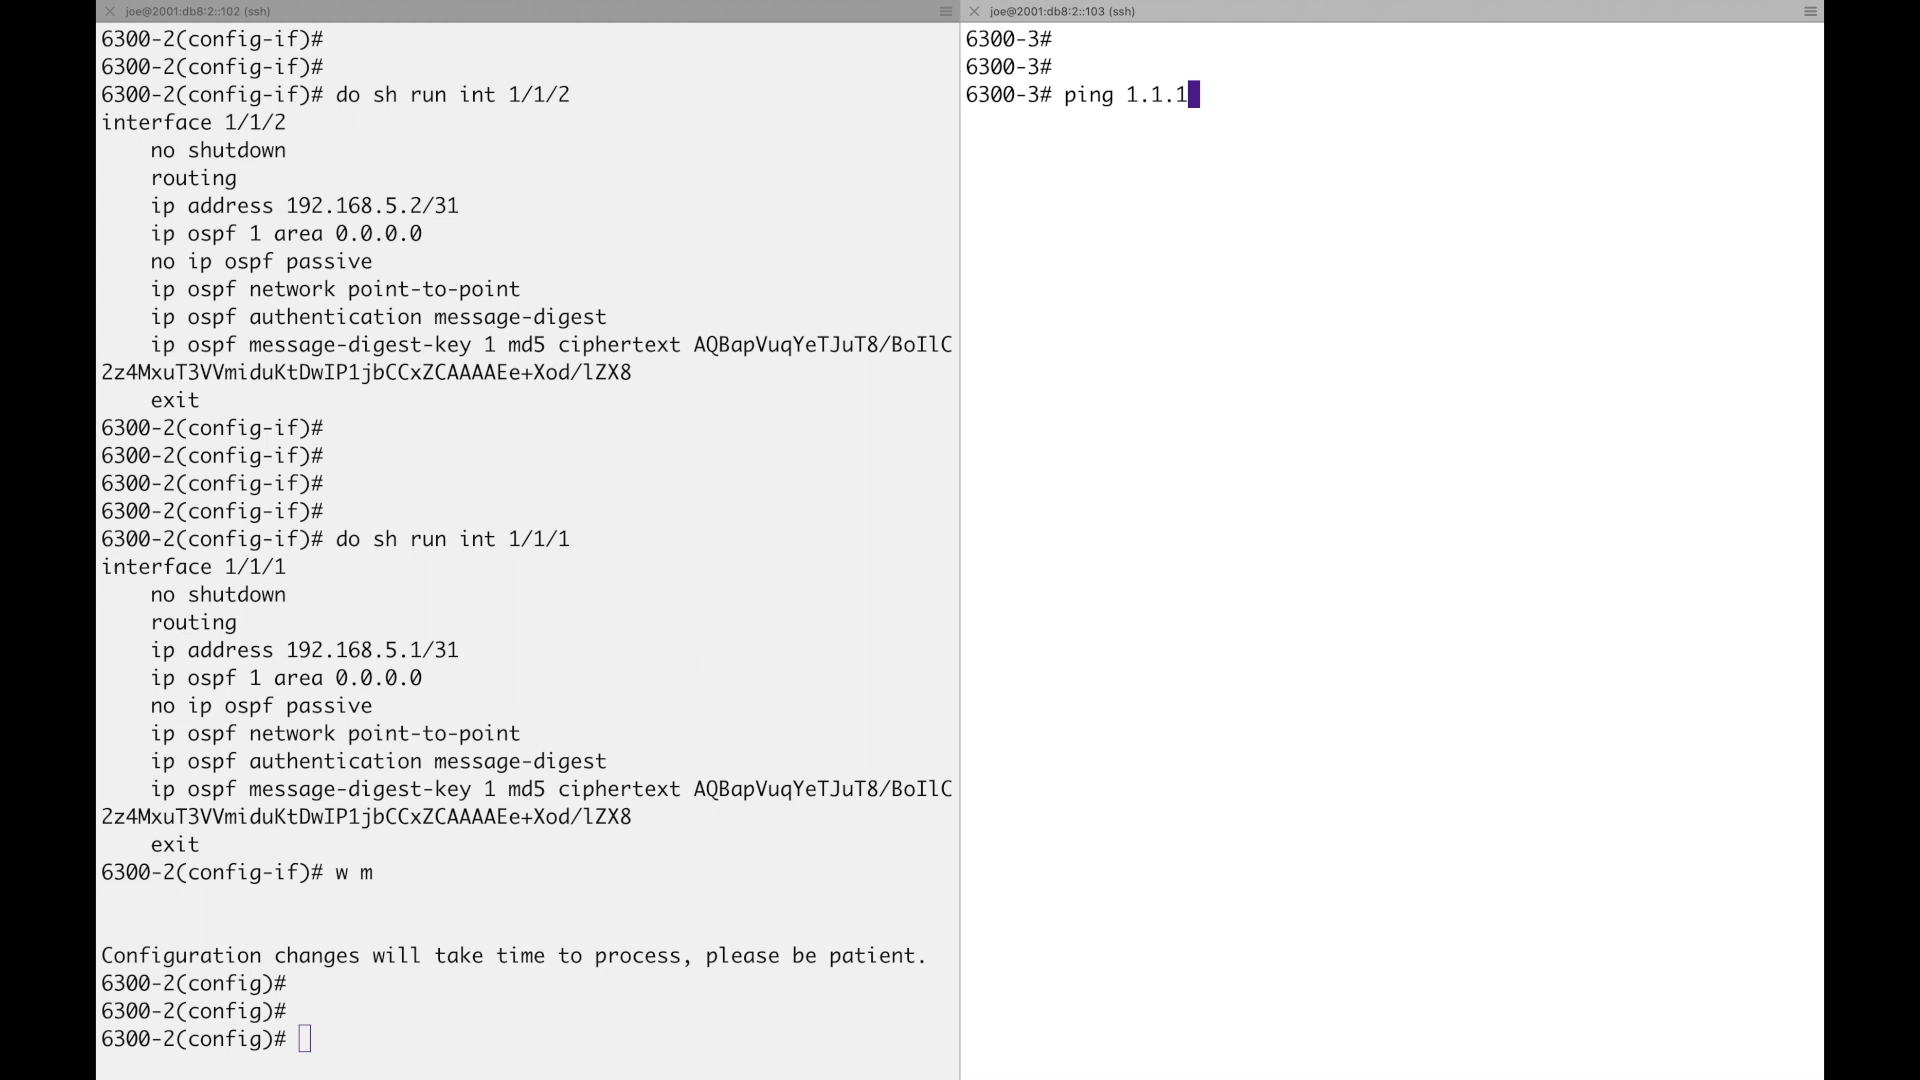 joe@2001:db8:2::102 (ssh)
6300-2(config-if)#
6300-2(config-if)#
6300-2(config-if)# do sh run int 1/1/2
interface 1/1/2
    no shutdown
    routing
    ip address 192.168.5.2/31
    ip ospf 1 area 0.0.0.0
    no ip ospf passive
    ip ospf network point-to-point
    ip ospf authentication message-digest
    ip ospf message-digest-key 1 md5 ciphertext AQBapVuqYeTJuT8/BoIlC
2z4MxuT3VVmiduKtDwIP1jbCCxZCAAAAEe+Xod/lZX8
    exit
6300-2(config-if)#
6300-2(config-if)#
6300-2(config-if)#
6300-2(config-if)#
6300-2(config-if)# do sh run int 1/1/1
interface 1/1/1
    no shutdown
    routing
    ip address 192.168.5.1/31
    ip ospf 1 area 0.0.0.0
    no ip ospf passive
    ip ospf network point-to-point
    ip ospf authentication message-digest
    ip ospf message-digest-key 1 md5 ciphertext AQBapVuqYeTJuT8/BoIlC
2z4MxuT3VVmiduKtDwIP1jbCCxZCAAAAEe+Xod/lZX8
    exit
6300-2(config-if)# w m
Configuration changes will take time to process, please be patient.
6300-2(config)#
6300-2(config)#
6300-2(config)#
joe@2001:db8:2::103 (ssh)
6300-3#
6300-3#
6300-3# ping 1.1.1